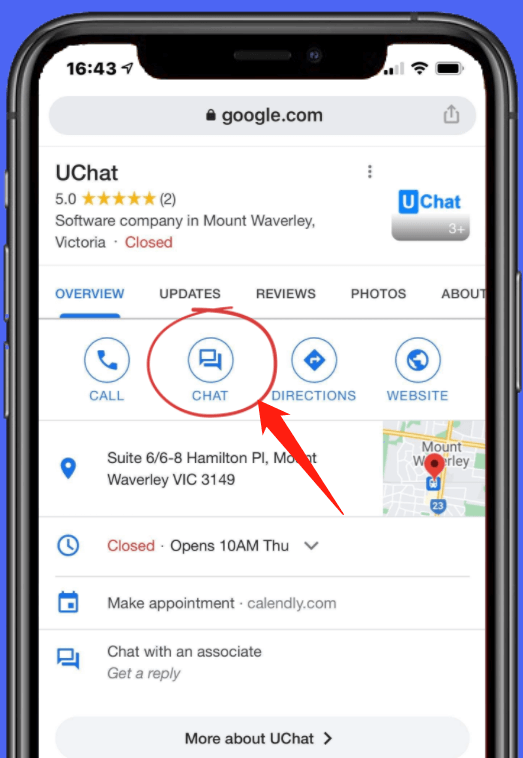 16:43
google.com
UChat
5.0 ★★★★★ (2)
Software company in Mount Waverley,
Victoria · Closed
U Chat
3+
OVERVIEW UPDATES REVIEWS PHOTOS ABOUT
CALL CHAT DIRECTIONS WEBSITE
Suite 6/6-8 Hamilton Pl, Mount
Waverley VIC 3149
Mount
Waverley
23
Closed · Opens 10AM Thu
Make appointment · calendly.com
Chat with an associate
Get a reply
More about UChat >